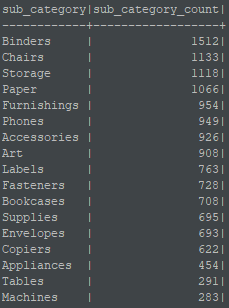 sub_category|sub_category_count|
------------+------------------+
Binders     |              1512|
Chairs      |              1133|
Storage     |              1118|
Paper       |              1066|
Furnishings |               954|
Phones      |               949|
Accessories |               926|
Art         |               908|
Labels      |               763|
Fasteners   |               728|
Bookcases   |               708|
Supplies    |               695|
Envelopes   |               693|
Copiers     |               622|
Appliances  |               454|
Tables      |               291|
Machines    |               283|